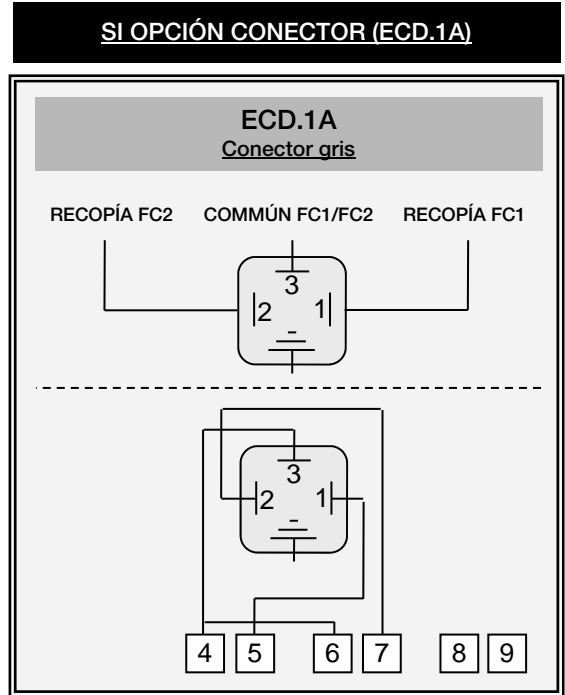 SI OPCIÓN CONECTOR (ECD.1A)
ECD.1A
Conector gris
RECOPÍA FC2 COMMÚN FC1/FC2 RECOPÍA FC1
3
2 1
3
2 1
4 5 6 7 8 9